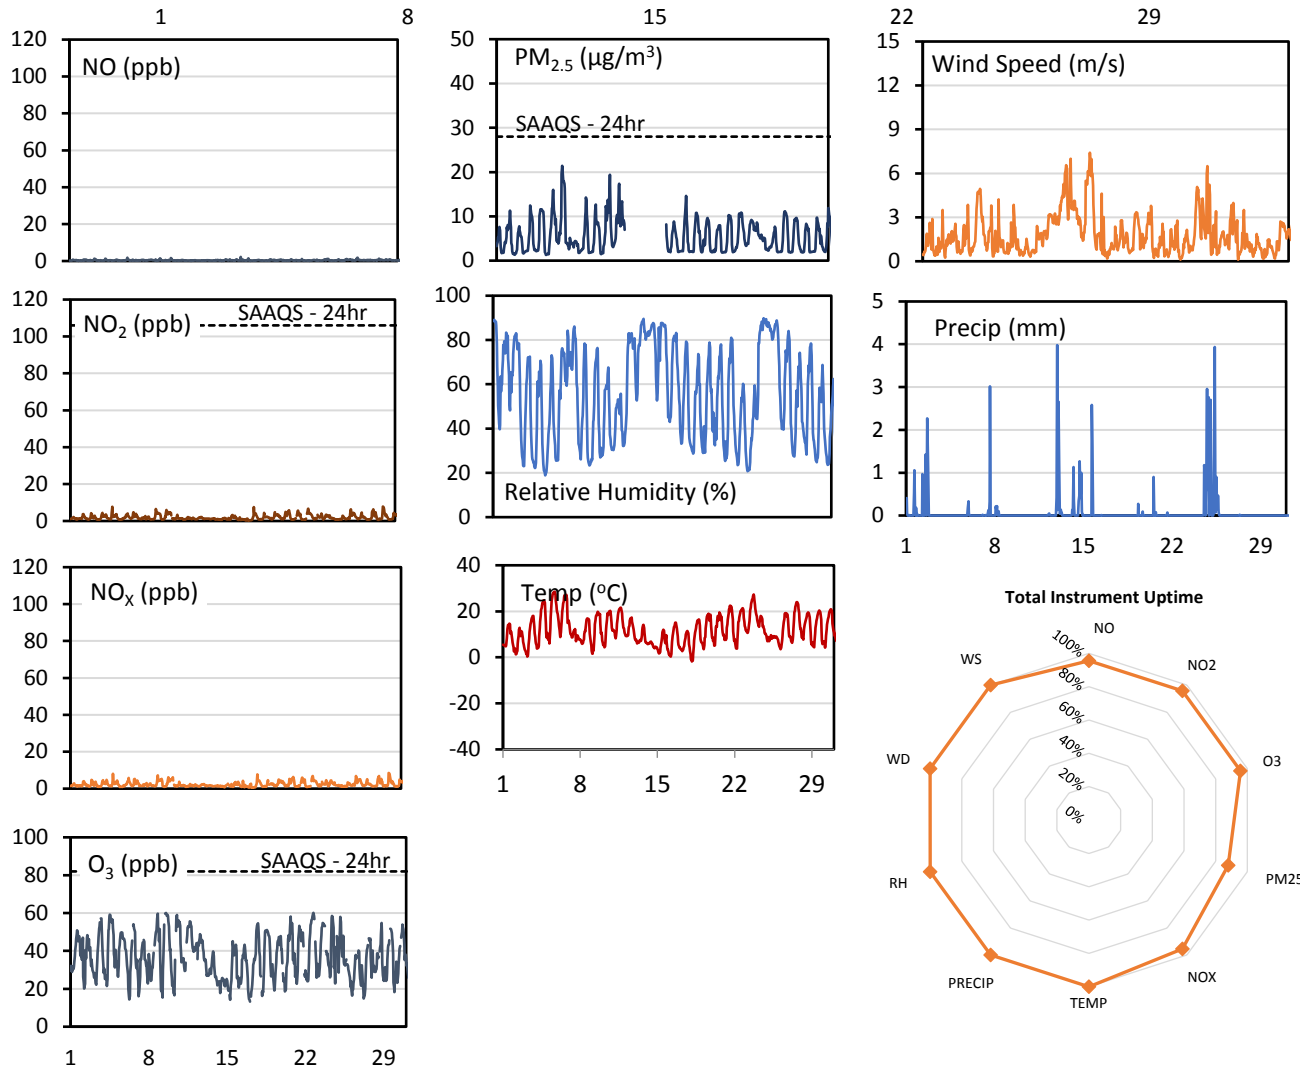 1 8 15 22 29
120
100
80
60
40
20
0
NO (ppb)
50
40
30
20
10
0
PM2.5 (µg/m3)
SAAQS - 24hr
15
12
9
6
3
0
Wind Speed (m/s)
120
100
80
60
40
20
0
NO2 (ppb)
SAAQS - 24hr
100
80
60
40
20
0
Relative Humidity (%)
5
4
3
2
1
0
Precip (mm)
1 8 15 22 29
120
100
80
60
40
20
0
NOX (ppb)
40
20
0
-20
-40
Temp (oC)
1 8 15 22 29
Total Instrument Uptime
NO
NO2
O3
PM25
NOX
TEMP
PRECIP
RH
WD
WS
100%
80%
60%
40%
20%
0%
100
80
60
40
20
0
O3 (ppb)
SAAQS - 24hr
1 8 15 22 29